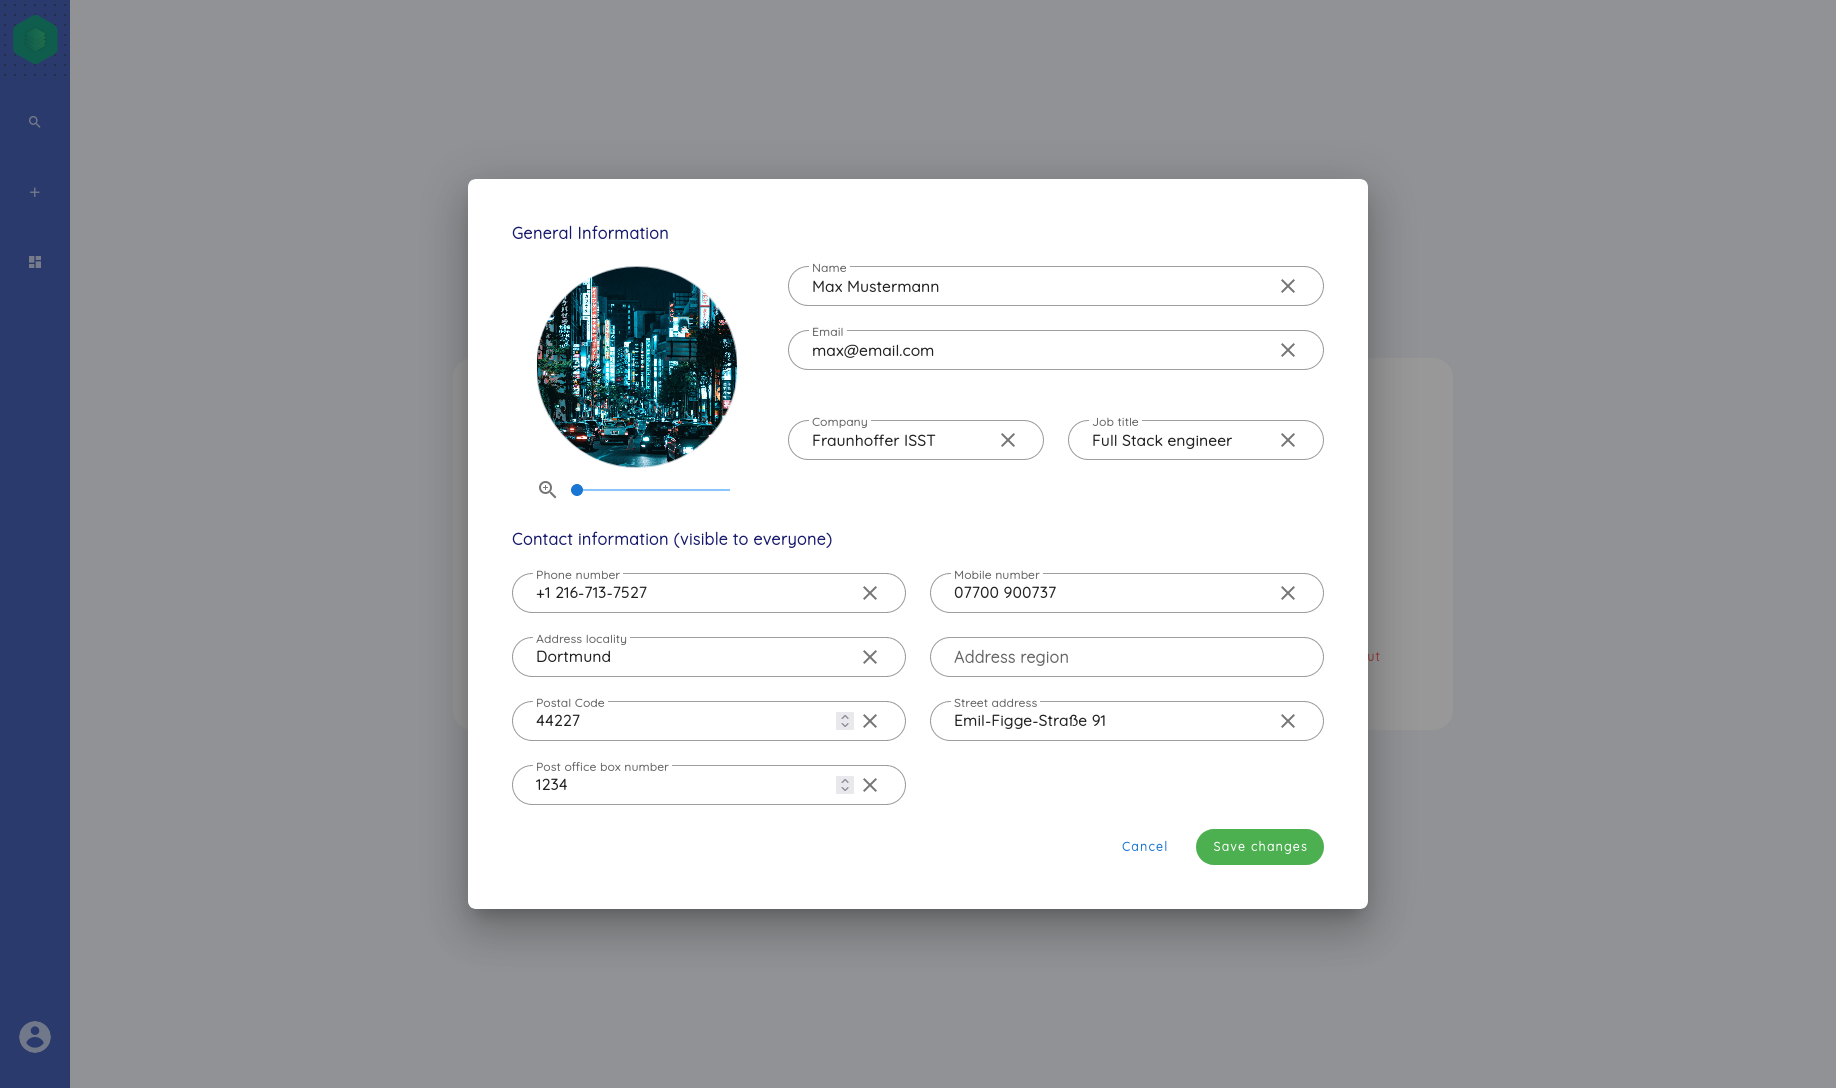 General Information
Name
Max Mustermann
Email
max@email.com
Company
Fraunhoffer ISST
Job title
Full Stack engineer
Contact information (visible to everyone)
Phone number
+1 216-713-7527
Mobile number
07700 900737
Address locality
Dortmund
Address region
Postal Code
44227
Street address
Emil-Figge-Straße 91
ut
Post office box number
1234
Cancel
Save changes